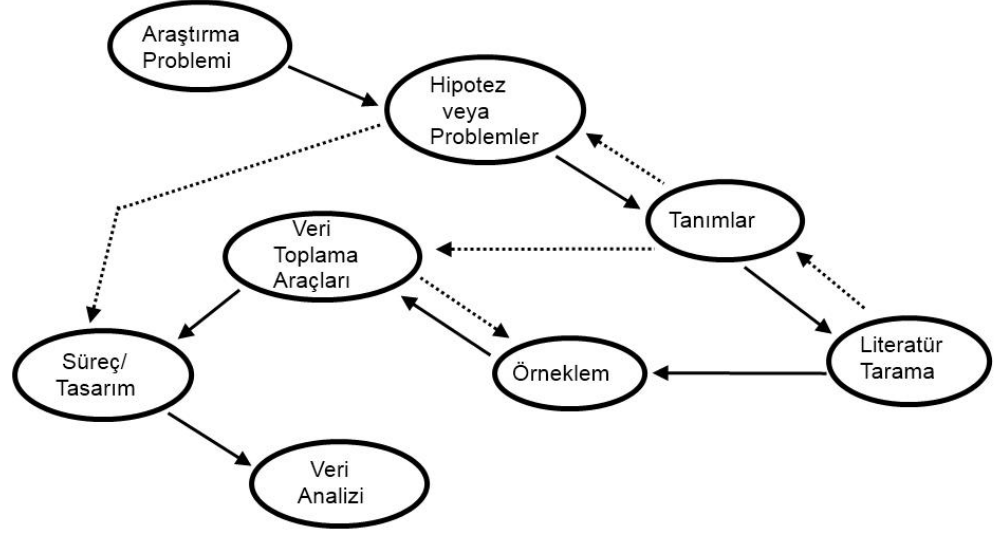 Araştırma
Problemi
Hipotez
veya
Problemler
Tanımlar
Literatür
Tarama
Örneklem
Veri
Toplama
Araçları
Süreç/
Tasarım
Veri
Analizi